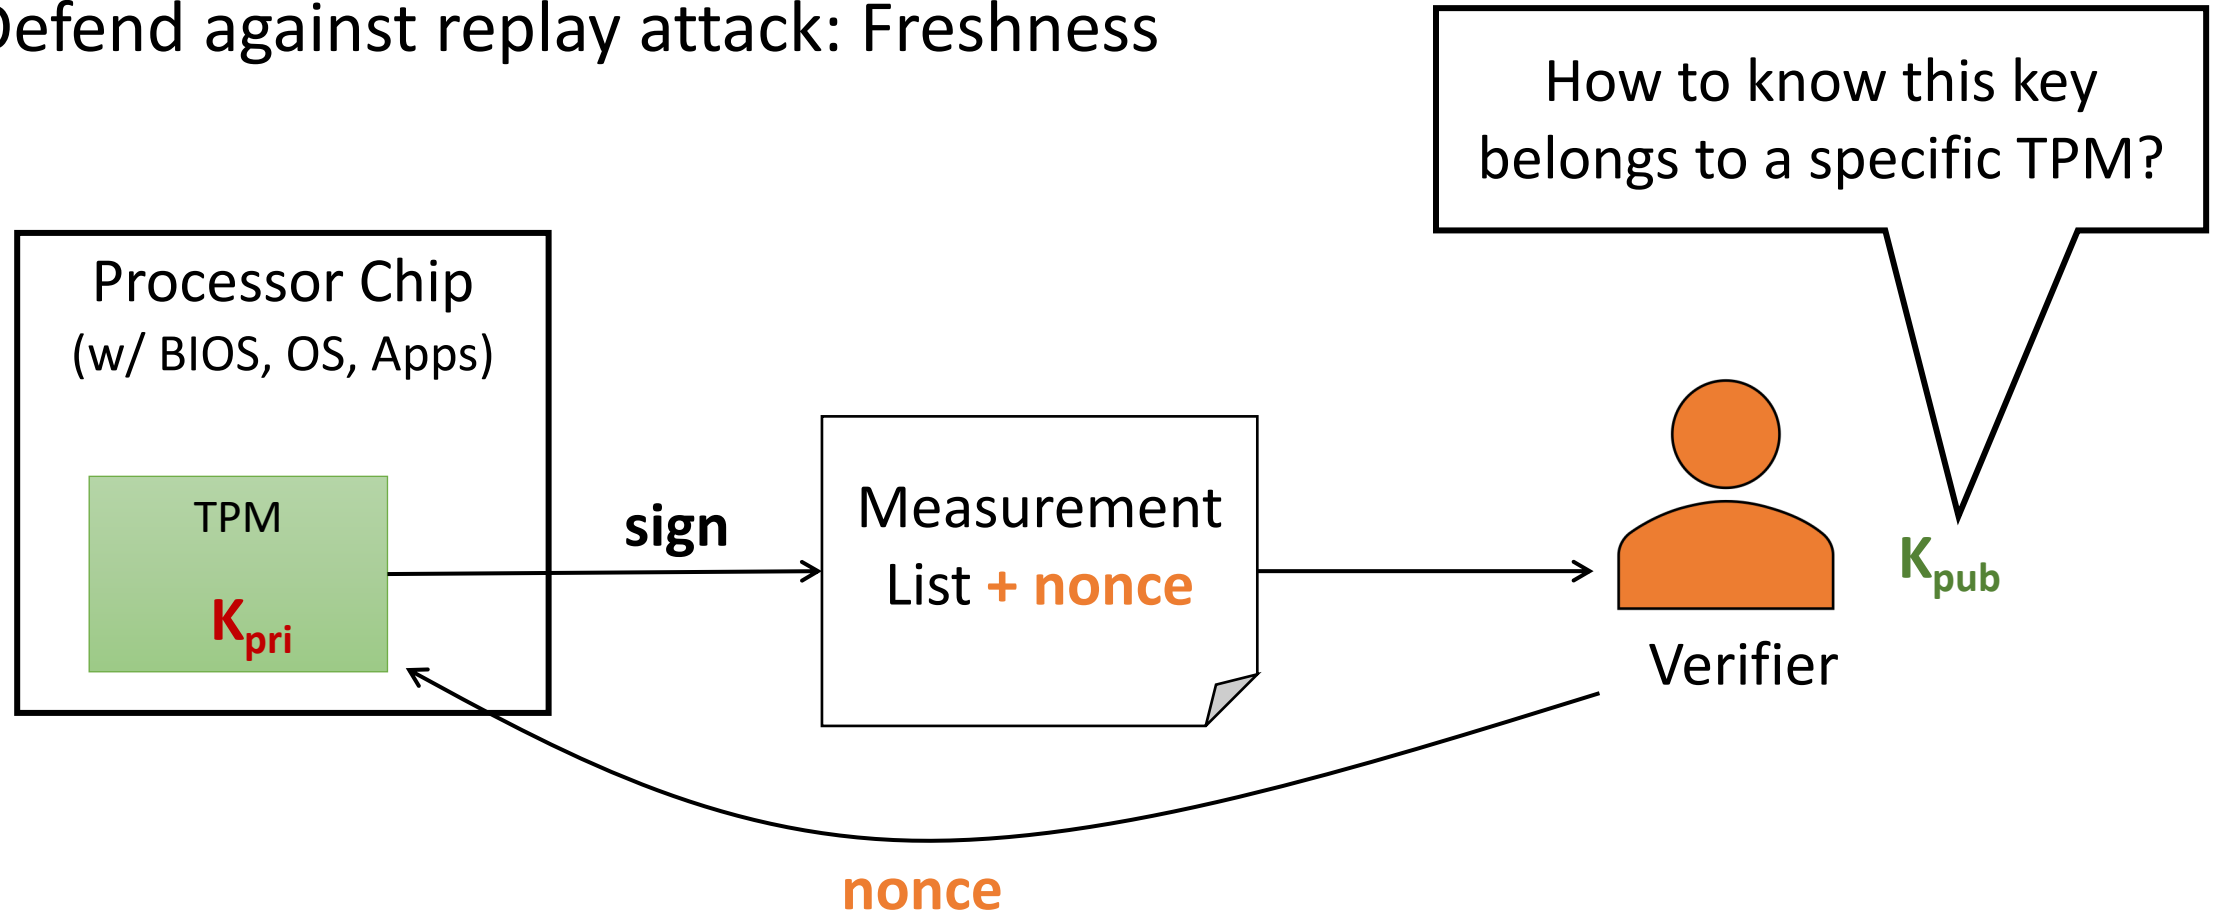 Defend against replay attack: Freshness
How to know this key
belongs to a specific TPM?
Processor Chip
(w/ BIOS, OS, Apps)
TPM
Kpri
sign
Measurement
List + nonce
Kpub
Verifier
nonce